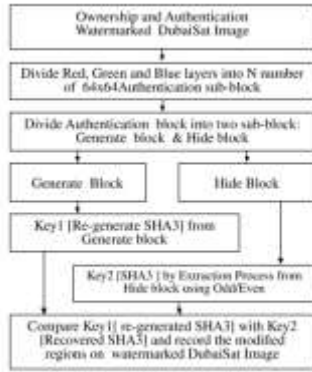 Ownership and Authentication
Watermarked DubaiSat Image
Divide Red, Green and Blue layers into N number
of 64x64Authentication sub-block
Divide Authentication block into two sub-block:
Generate block & Hide block
Generate Block
Hide Block
Key1 [Re-generate SHA3] from
Generate block
Key2 [SHA3 ] by Extraction Process from
Hide block using Odd/Even
Compare Key1[ re-generated SHA3] with Key2
[Recovered SHA3] and record the modified
regions on watermarked DubaiSat Image